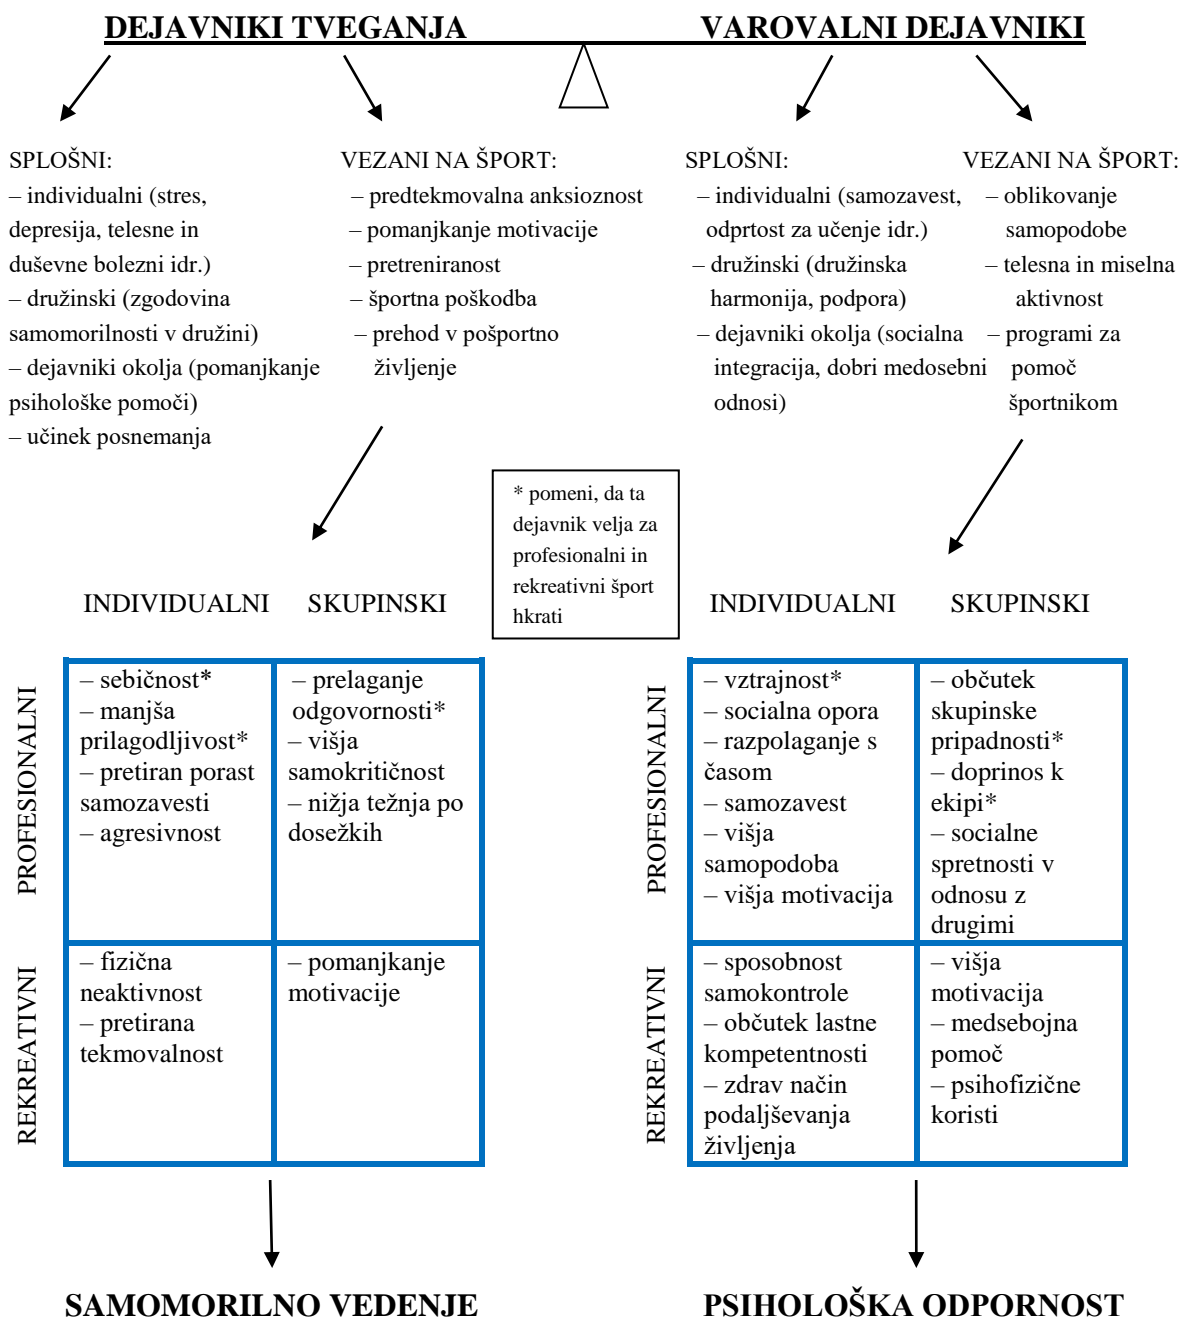 DEJAVNIKI TVEGANJA
VAROVALNI DEJAVNIKI
SPLOŠNI:
– individualni (stres,
depresija, telesne in
duševne bolezni idr.)
– družinski (zgodovina
samomorilnosti v družini)
– dejavniki okolja (pomanjkanje
psihološke pomoči)
– učinek posnemanja
VEZANI NA ŠPORT:
– predtekmovalna anksioznost
– pomanjkanje motivacije
– pretreniranost
– športna poškodba
– prehod v pošportno
življenje
SPLOŠNI:
– individualni (samozavest,
odprtost za učenje idr.)
– družinski (družinska
harmonija, podpora)
– dejavniki okolja (socialna
integracija, dobri medosebni
odnosi)
VEZANI NA ŠPORT:
– oblikovanje
samopodobe
– telesna in miselna
aktivnost
– programi za
pomoč
športnikom
* pomeni, da ta
dejavnik velja za
profesionalni in
rekreativni šport
hkrati
INDIVIDUALNI
SKUPINSKI
PROFESIONALNI
– sebičnost*
– manjša
prilagodljivost*
– pretiran porast
samozavesti
– agresivnost
– prelaganje
odgovornosti*
– višja
samokritičnost
– nižja težnja po
dosežkih
REKREATIVNI
– fizična
neaktivnost
– pretirana
tekmovalnost
– pomanjkanje
motivacije
INDIVIDUALNI
SKUPINSKI
PROFESIONALNI
– vztrajnost*
– socialna opora
– razpolaganje s
časom
– samozavest
– višja
samopodoba
– višja motivacija
– občutek
skupinske
pripadnosti*
– doprinos k
ekipi*
– socialne
spretnosti v
odnosu z
drugimi
REKREATIVNI
– sposobnost
samokontrole
– občutek lastne
kompetentnosti
– zdrav način
podaljševanja
življenja
– višja
motivacija
– medsebojna
pomoč
– psihofizične
koristi
SAMOMORILNO VEDENJE
PSIHOLOŠKA ODPORNOST